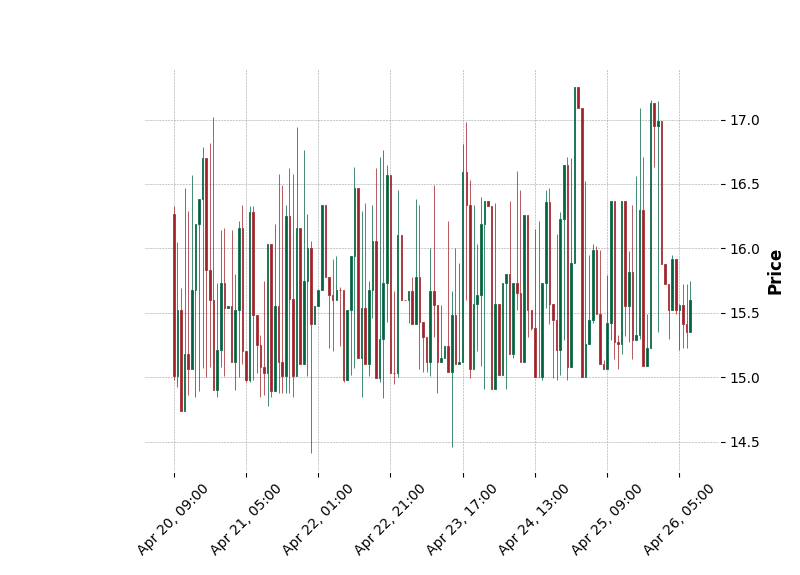 17.0
16.5
16.0
15.5
15.0
14.5
Price
Apr 20, 09:00
Apr 21, 05:00
Apr 22, 01:00
Apr 22, 21:00
Apr 23, 17:00
Apr 24, 13:00
Apr 25, 09:00
Apr 26, 05:00